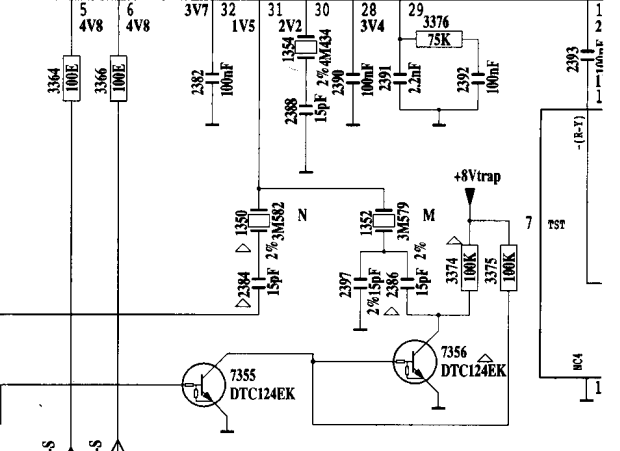 5
6
3V7
32
31
30
28
29
1
4V8
4V8
1V5
2V2
3V4
3376
75K
2
3364
100E
3366
100E
2382
100nF
1354
4M434
2%
2388
15pF
2390
100nF
2391
2.2nF
2392
100nF
2393
100nF
-(R-Y)
+8Vtrap
7
TST
1350
3M582
N
1352
3M579
M
2%
2%
2384
15pF
2397
15pF
2%
2386
15pF
3374
100K
3375
100K
7355
DTC124EK
7356
DTC124EK
NC4
1
-S
-S